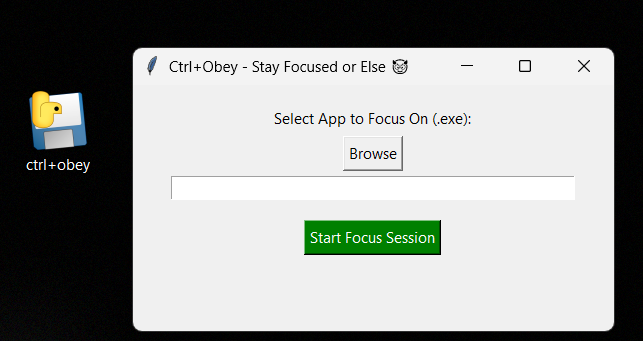 Ctrl+Obey - Stay Focused or Else 😈
Select App to Focus On (.exe):
Browse
ctrl+obey
Start Focus Session